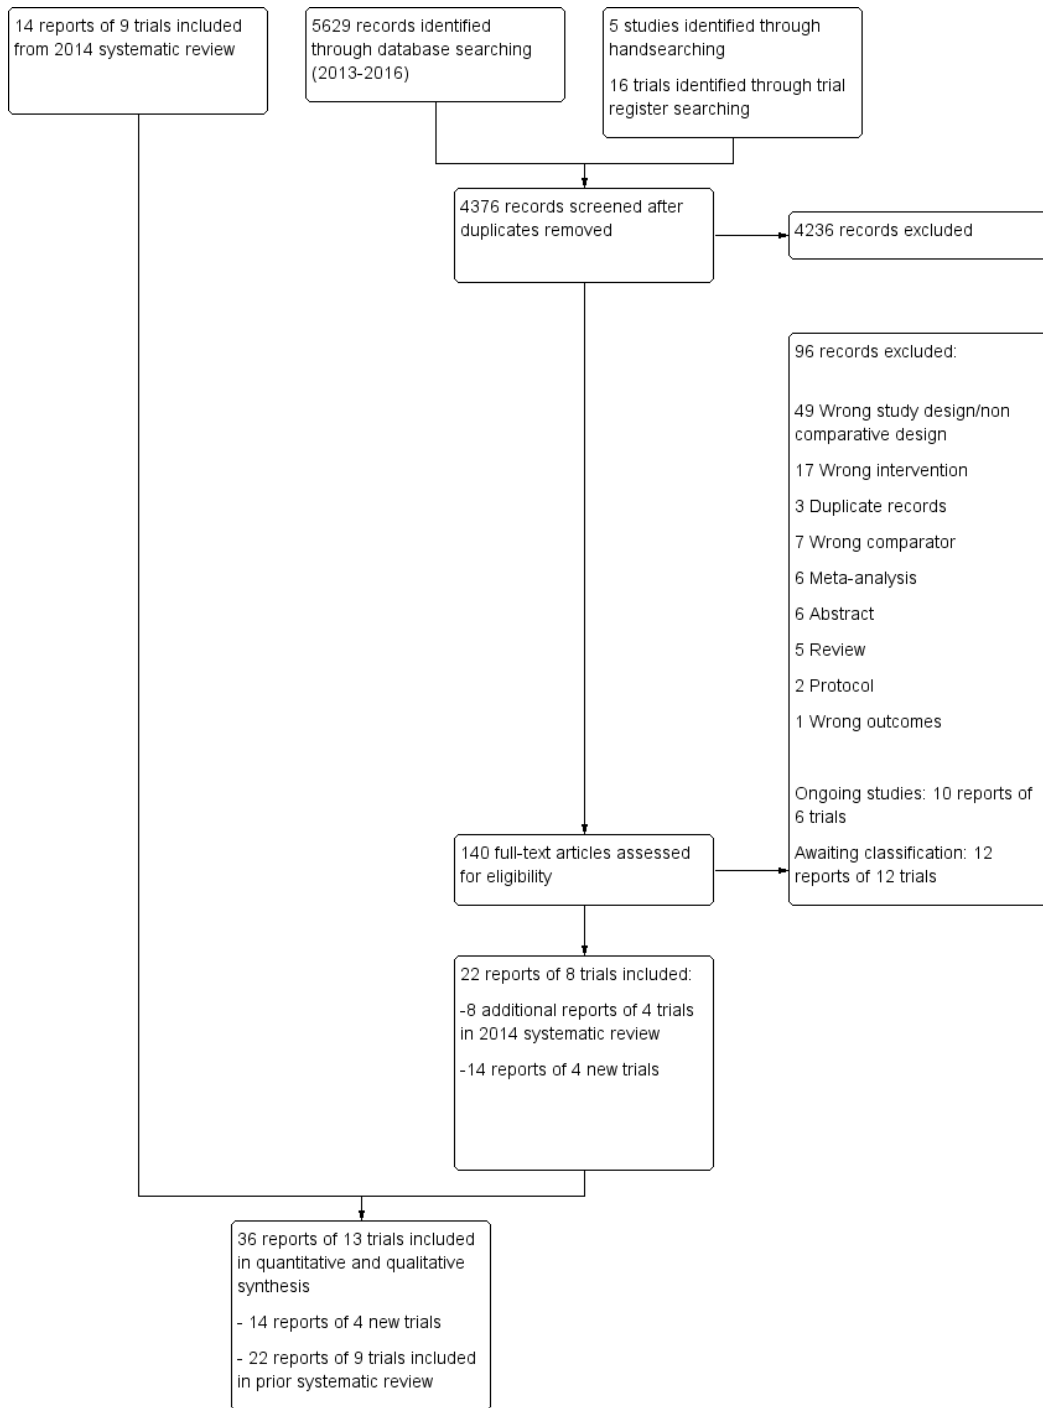 14 reports of 9 trials included
from 2014 systematic review
5629 records identified
through database searching
(2013-2016)
5 studies identified through
handsearching
16 trials identified through trial
register searching
4376 records screened after
duplicates removed
4236 records excluded
96 records excluded:
49 Wrong study design/non
comparative design
17 Wrong intervention
3 Duplicate records
7 Wrong comparator
6 Meta-analysis
6 Abstract
5 Review
2 Protocol
1 Wrong outcomes
Ongoing studies: 10 reports of
6 trials
Awaiting classification: 12
reports of 12 trials
140 full-text articles assessed
for eligibility
22 reports of 8 trials included:
-8 additional reports of 4 trials
in 2014 systematic review
-14 reports of 4 new trials
36 reports of 13 trials included
in quantitative and qualitative
synthesis
- 14 reports of 4 new trials
- 22 reports of 9 trials included
in prior systematic review